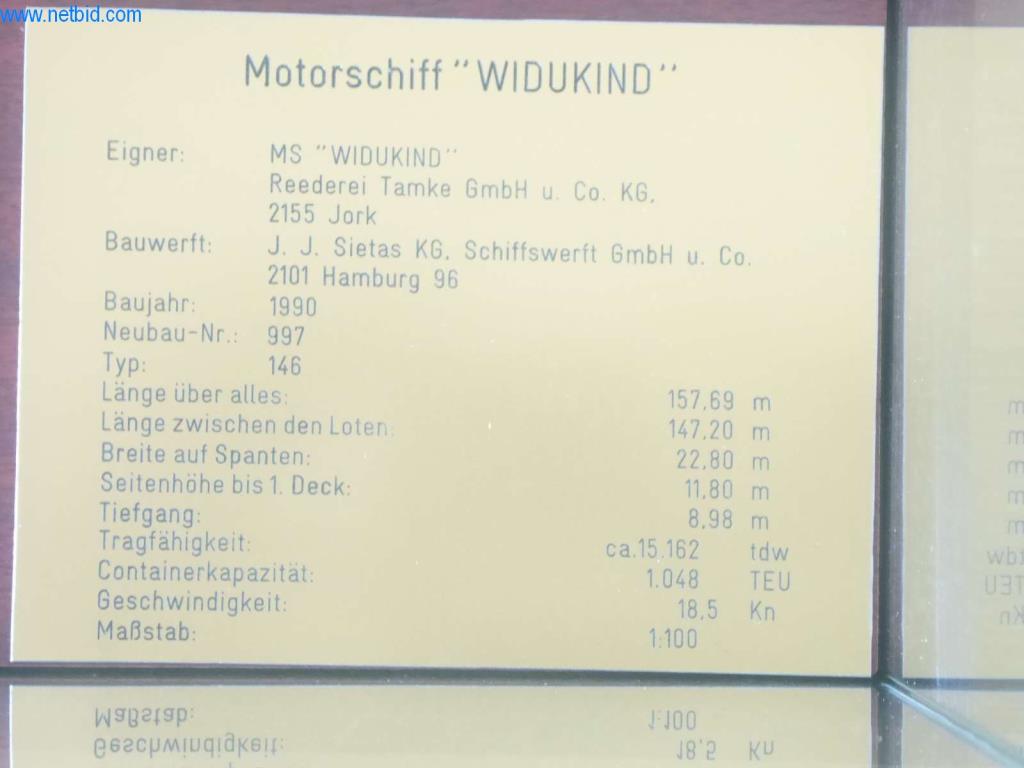 www.netbid.com
Motorschiff "WIDUKIND"
Eigner: MS "WIDUKIND"
Reederei Tamke GmbH u. Co. KG,
2155 Jork
Bauwerft: J. J. Sietas KG, Schiffswerft GmbH u. Co.
2101 Hamburg 96
Baujahr: 1990
Neubau-Nr.: 997
Typ: 146
Länge über alles: 157,69 m
Länge zwischen den Loten: 147,20 m
Breite auf Spanten: 22,80 m
Seitenhöhe bis 1. Deck: 11,80 m
Tiefgang: 8,98 m
Tragfähigkeit: ca.15.162 tdw
Containerkapazität: 1.048 TEU
Geschwindigkeit: 18,5 Kn
Maßstab: 1:100